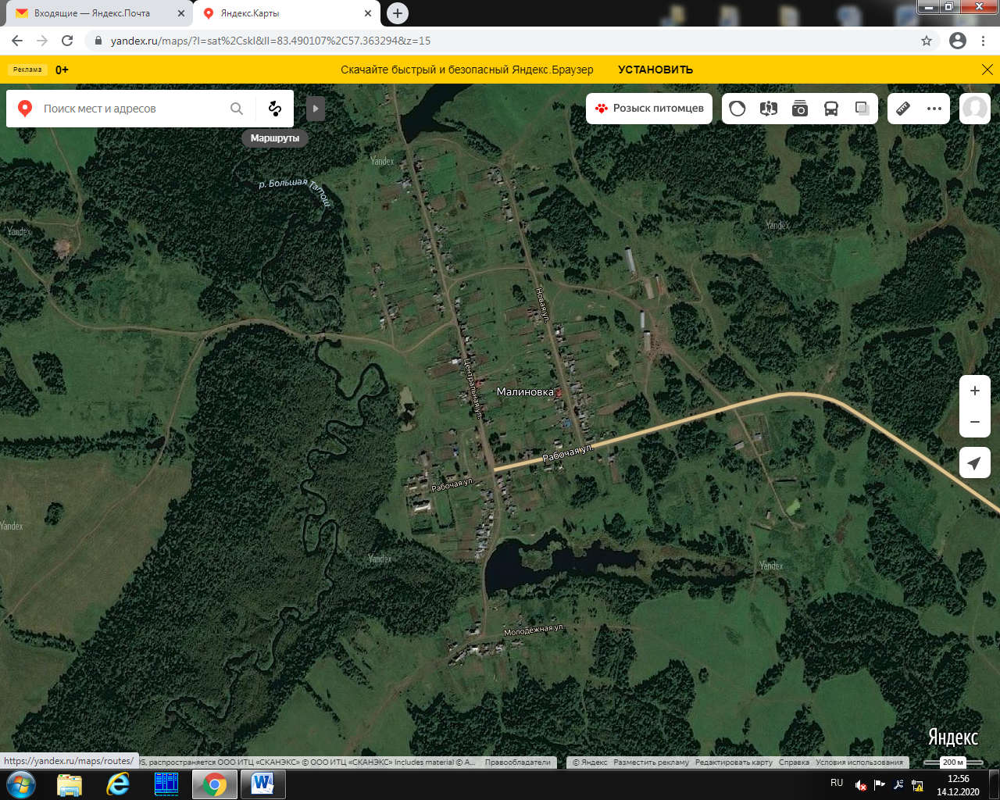 Входящие — Яндекс.Почта
Яндекс.Карты
yandex.ru/maps/?l=sat%2Cskl&ll=83.490107%2C57.363294&z=15
Реклама 0+ Скачайте быстрый и безопасный Яндекс.Браузер УСТАНОВИТЬ
Поиск мест и адресов
Розыск питомцев
Маршруты
Yandex
р. Большая Татош
Yandex
Yandex
Новая ул.
Центральная ул.
Малиновка
Рабочая ул.
Рабочая ул.
Yandex
Yandex
Yandex
Молодёжная ул.
Яндекс
https://yandex.ru/maps/routes/
OS, распространяется ООО ИТЦ «СКАНЭКС» © ООО ИТЦ «СКАНЭКС» Includes material © A... Правообладатели
© Яндекс Разместить рекламу Редактировать карту Справка Условия использования
200 м
RU
12:56
14.12.2020